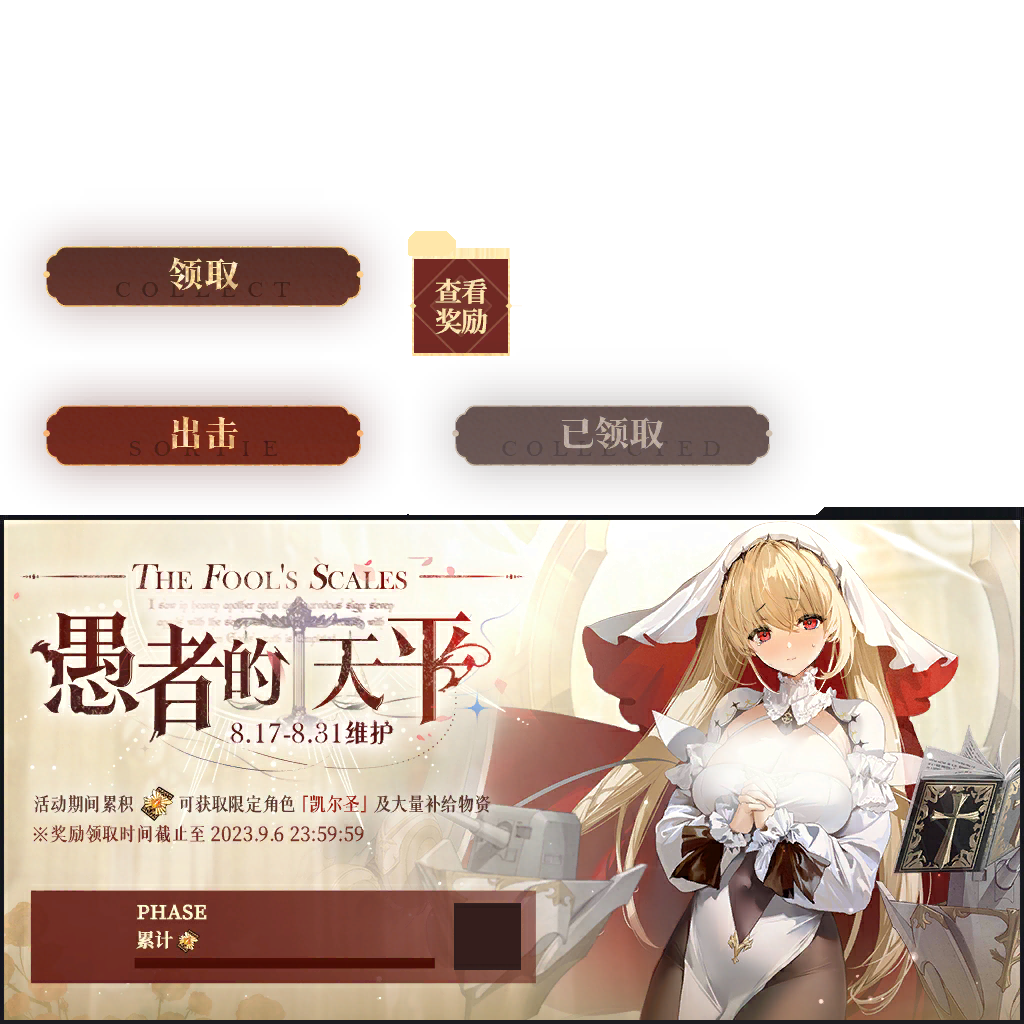 领取
COLLECT
查看
奖励
出击
SORTIE
已领取
COLLECTED
THE FOOL'S SCALES
愚者的天平
8.17-8.31维护
活动期间累积 可获取限定角色「凯尔圣」及大量补给物资
※奖励领取时间截止至 2023.9.6 23:59:59
PHASE
累计